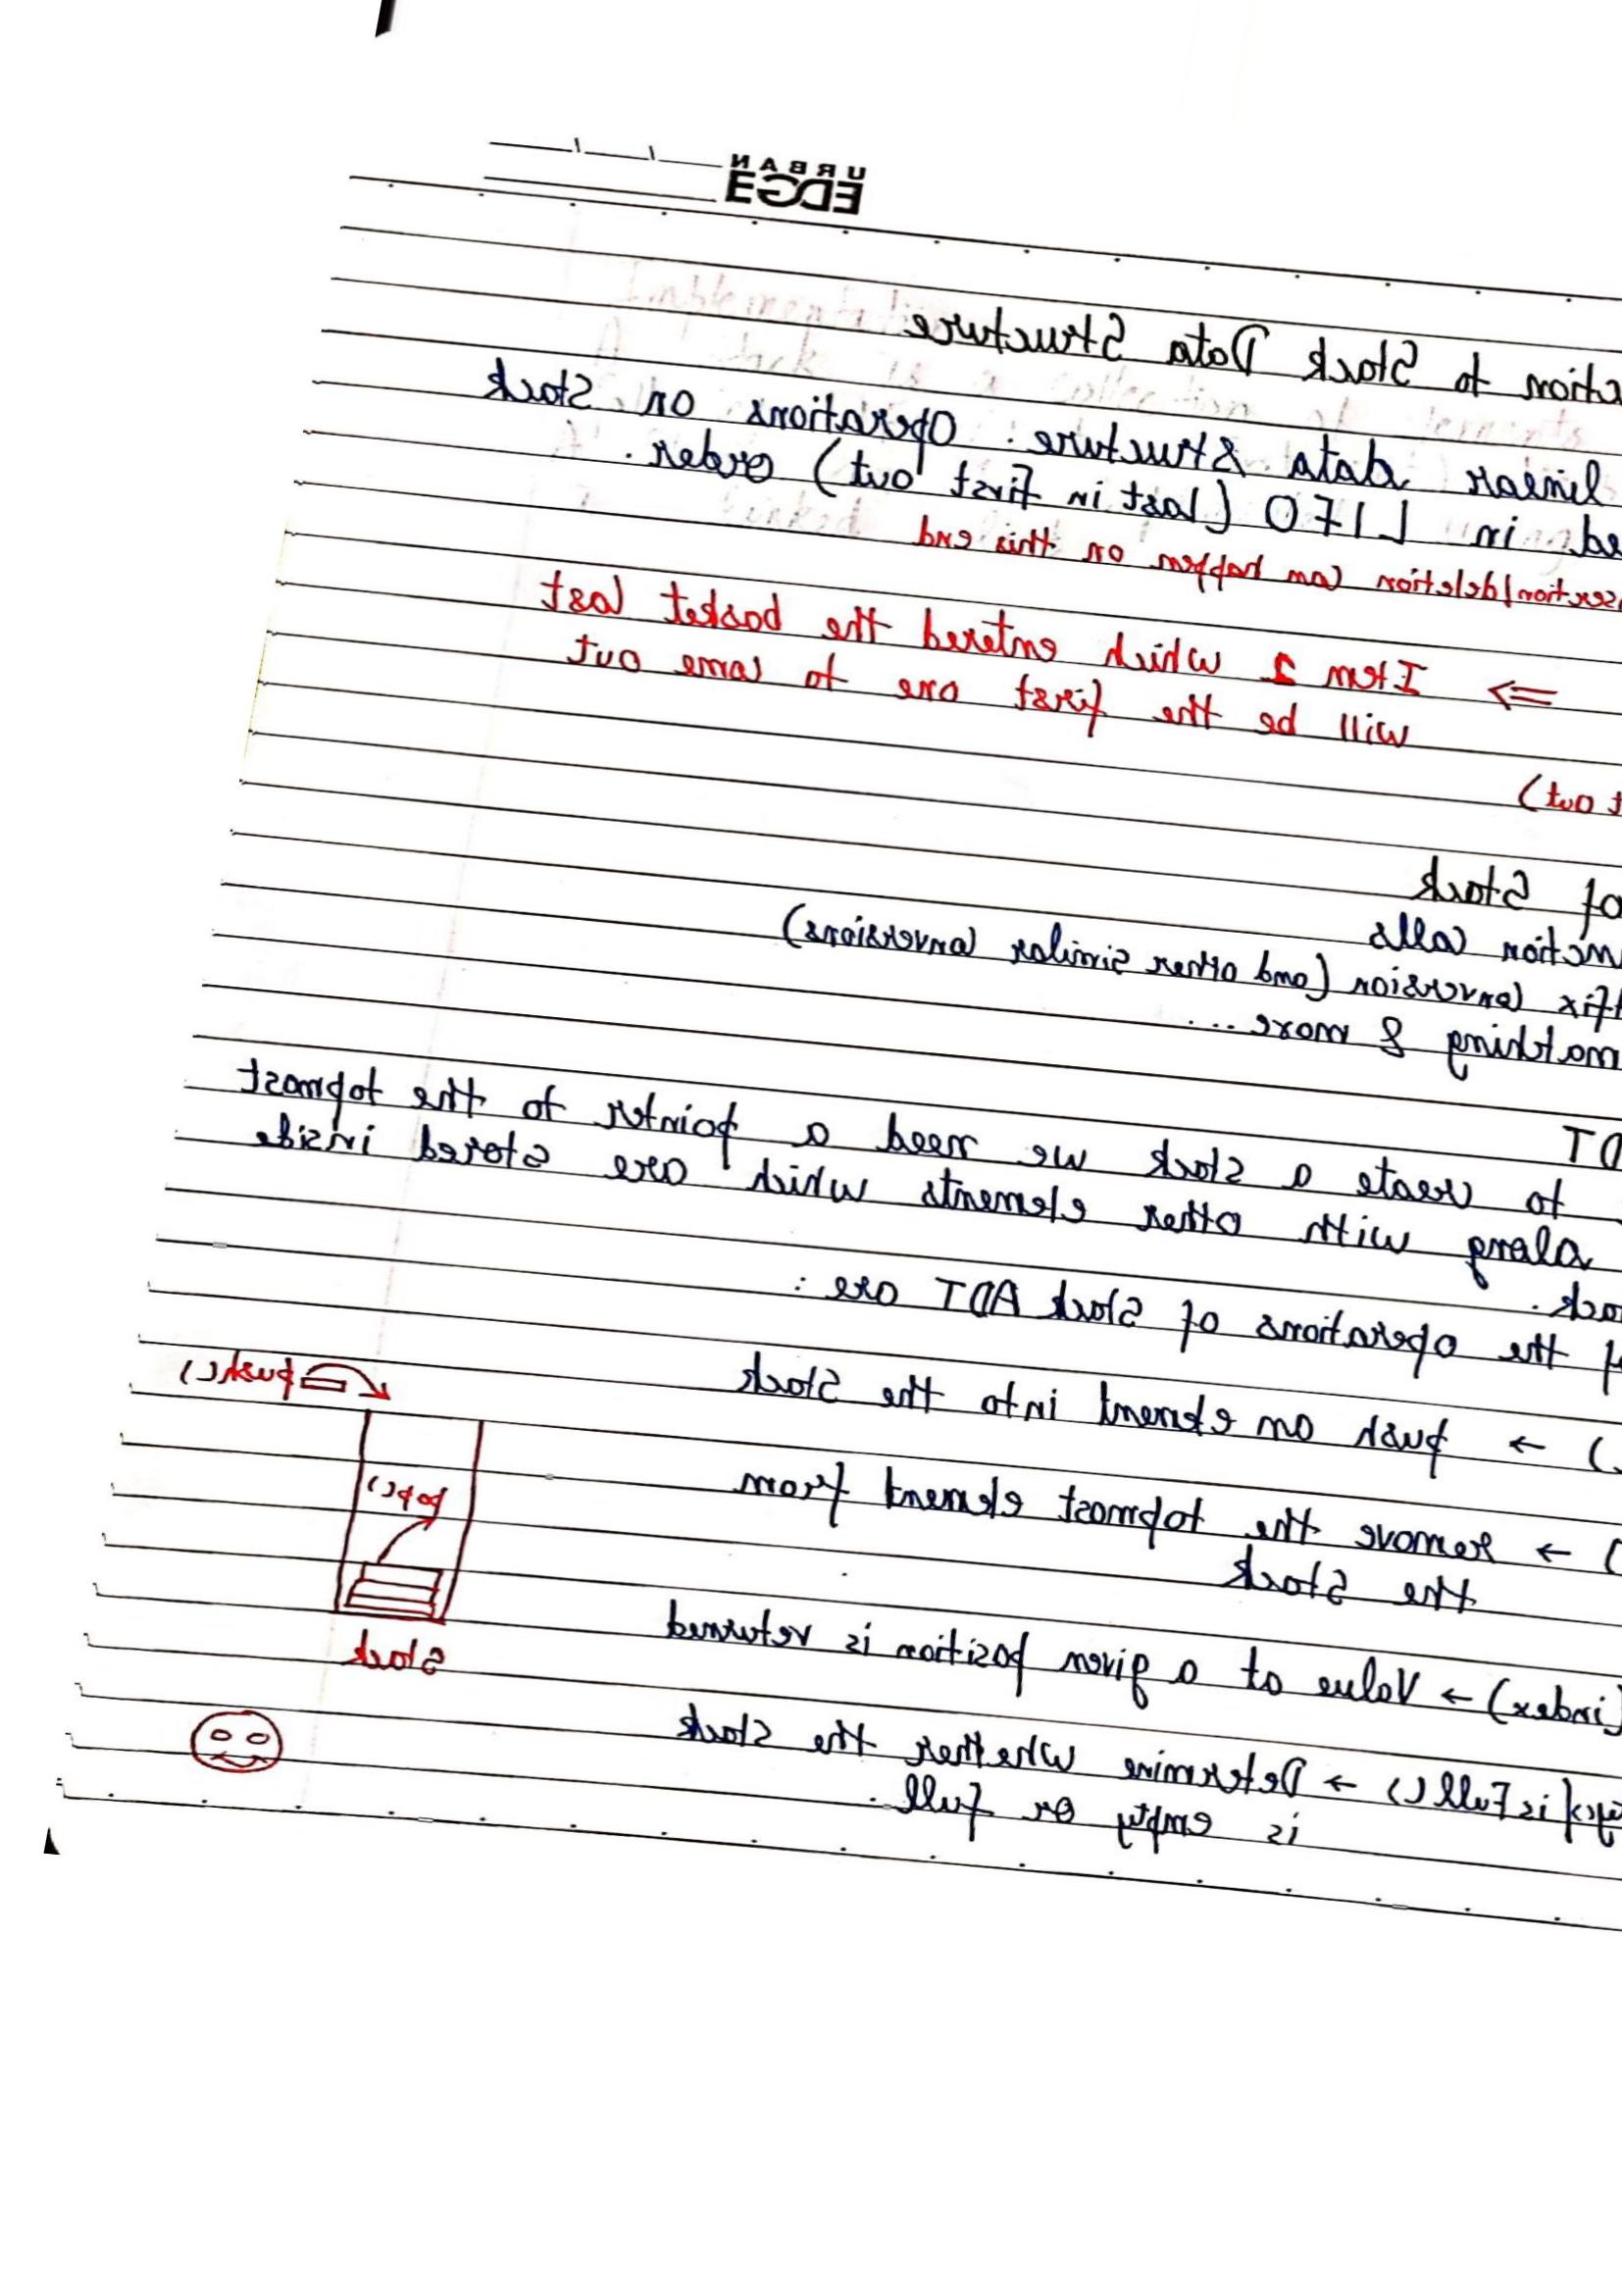 URBAN
EDGE
ction to Stack Data Structure
linear data structure. Operations on Stack
ed in LIFO (last in first out) order.
sertion/deletion can happen on this end
=> Item 2 which entered the basket last
will be the first one to come out
t out)
of Stack
nction calls
fix conversion (and other similar conversions)
matching & more ...
DT
to create a stack we need a pointer to the topmost
along with other elements which are stored inside
ack.
f the operations of Stack ADT are :
) → push an element into the Stack
push()
) → Remove the topmost element from
the Stack
pop()
(index) → Value at a given position is returned
Stack
y()/isFull() → Determine whether the stack
is empty or full.